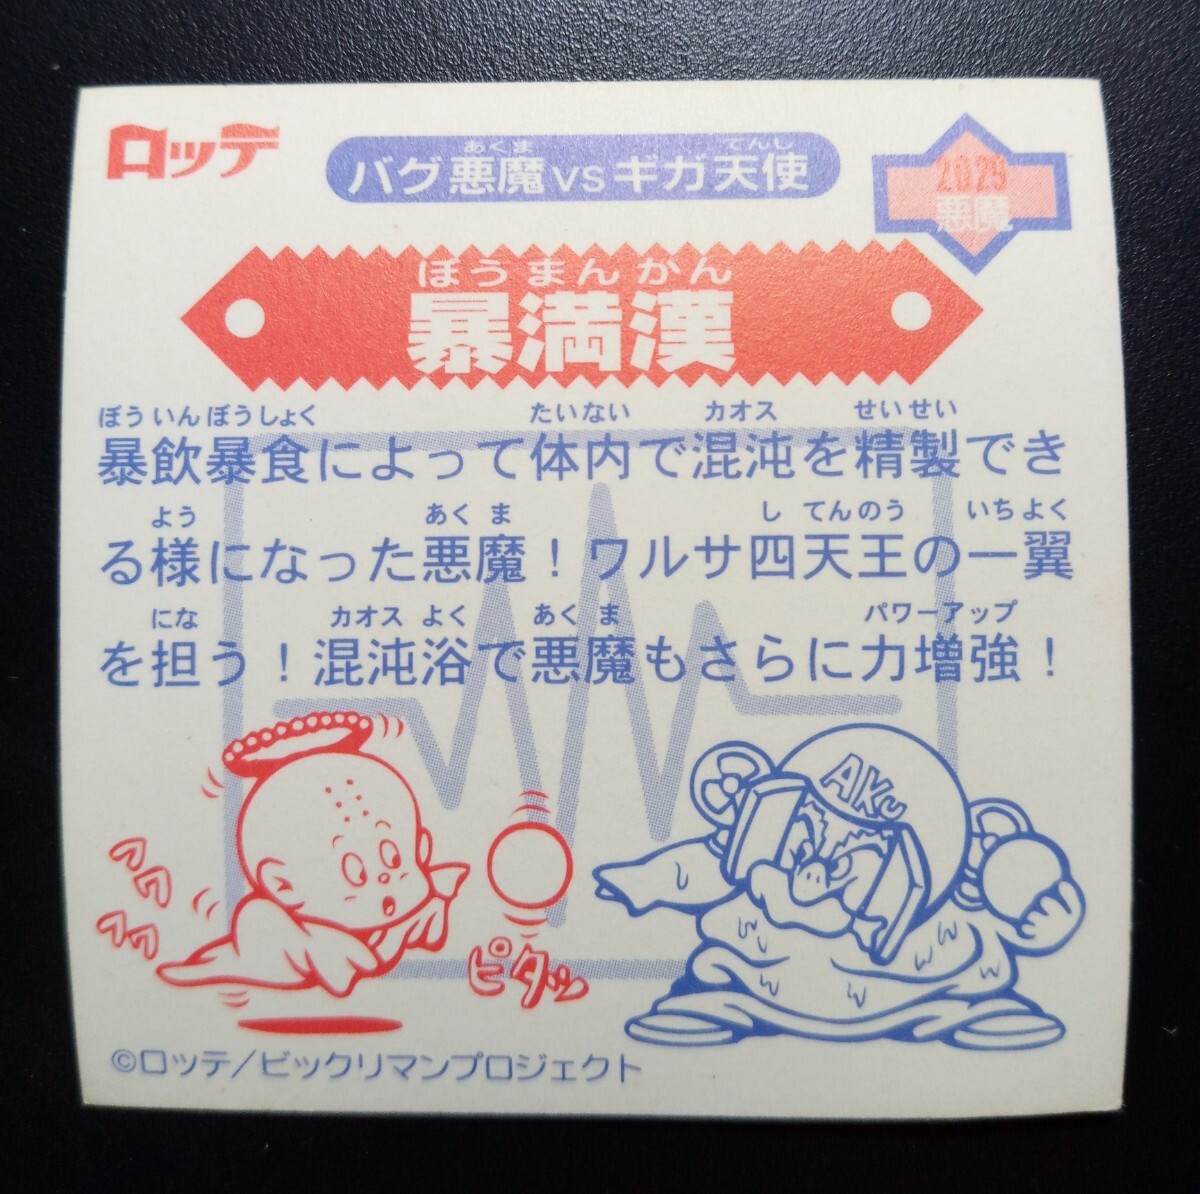 ロッテ
あくま てんし
バグ悪魔vsギガ天使
2029
悪魔
ぼうまんかん
暴満漢
ぼういんぼうしょく たいない カオス せいせい
暴飲暴食によって体内で混沌を精製でき
よう あくま してんのう いちよく
る様になった悪魔！ワルサ四天王の一翼
にな カオス よく あくま パワーアップ
を担う！混沌浴で悪魔もさらに力増強！
AKu
ピタッ
©ロッテ/ビックリマンプロジェクト